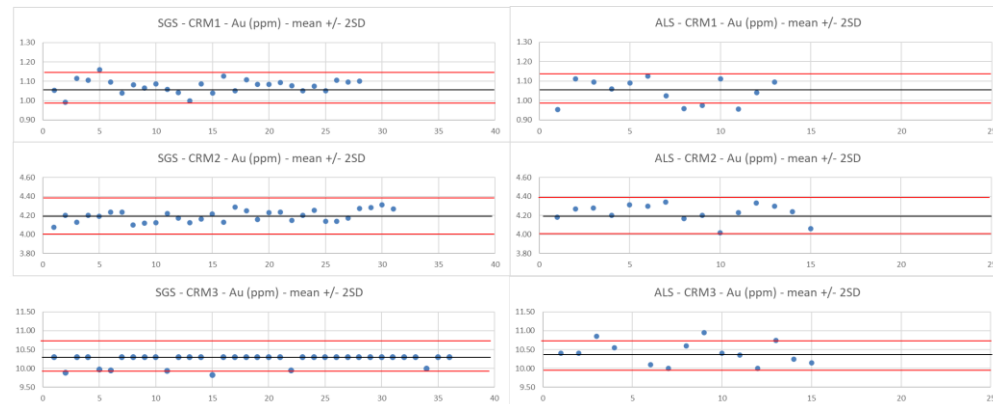 SGS - CRM1 - Au (ppm) - mean +/- 2SD
1.30
1.20
1.10
1.00
0.90
0 5 10 15 20 25 30 35 40
ALS - CRM1 - Au (ppm) - mean +/- 2SD
1.30
1.20
1.10
1.00
0.90
0 5 10 15 20 25
SGS - CRM2 - Au (ppm) - mean +/- 2SD
4.60
4.40
4.20
4.00
3.80
0 5 10 15 20 25 30 35 40
ALS - CRM2 - Au (ppm) - mean +/- 2SD
4.60
4.40
4.20
4.00
3.80
0 5 10 15 20 25
SGS - CRM3 - Au (ppm) - mean +/- 2SD
11.50
11.00
10.50
10.00
9.50
0 5 10 15 20 25 30 35 40
ALS - CRM3 - Au (ppm) - mean +/- 2SD
11.50
11.00
10.50
10.00
9.50
0 5 10 15 20 25